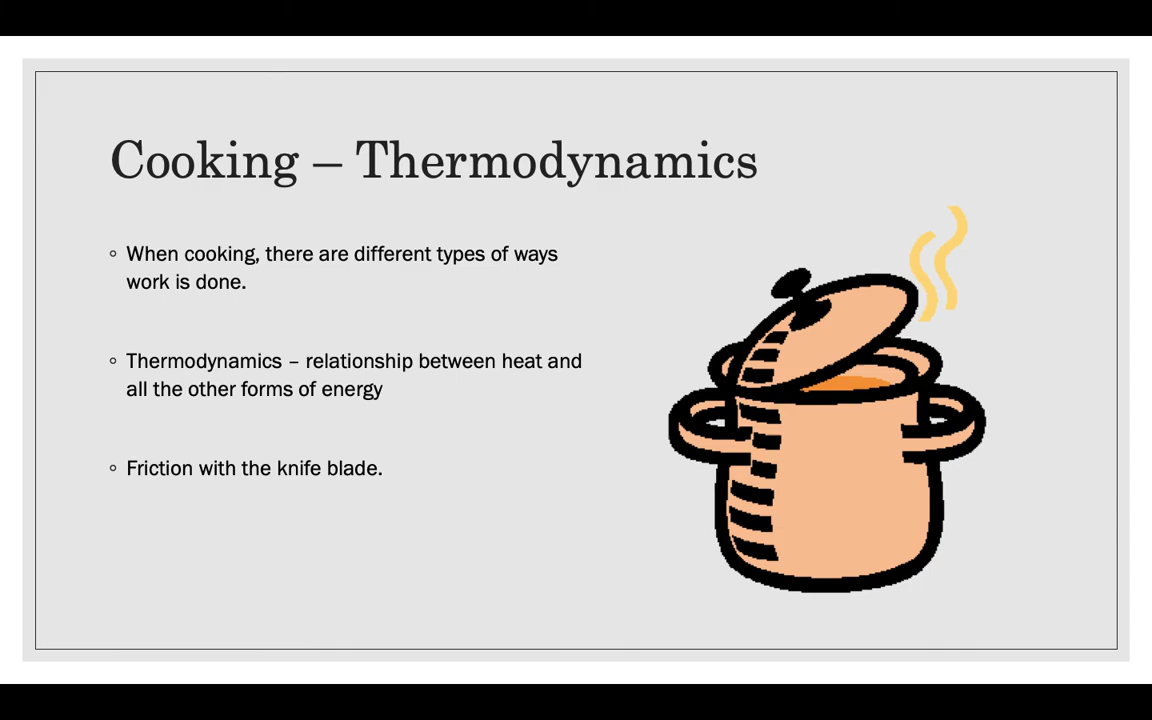 Cooking – Thermodynamics
When cooking, there are different types of ways
work is done.
Thermodynamics – relationship between heat and
all the other forms of energy
Friction with the knife blade.